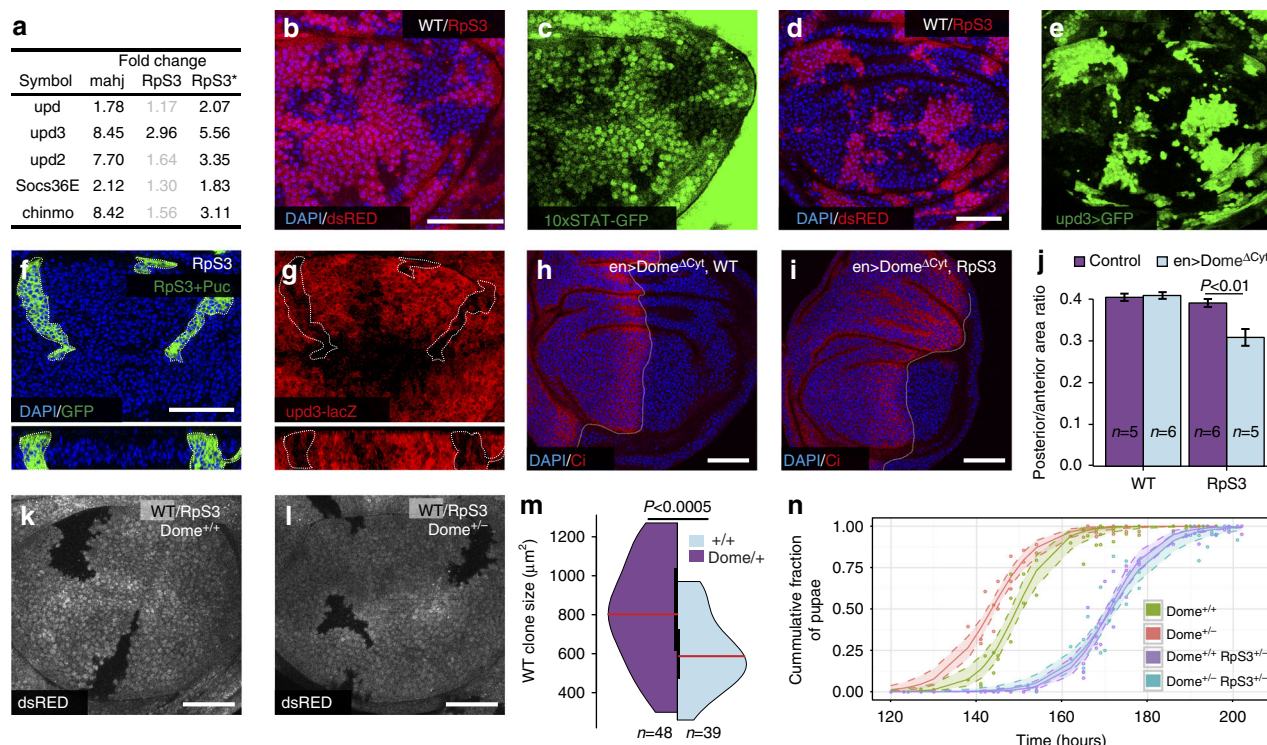 a
Fold change
Symbol mahj RpS3 RpS3*
upd 1.78 1.17 2.07
upd3 8.45 2.96 5.56
upd2 7.70 1.64 3.35
Socs36E 2.12 1.30 1.83
chinmo 8.42 1.56 3.11
b WT/RpS3
DAPI/dsRED
c
10xSTAT-GFP
d WT/RpS3
DAPI/dsRED
e
upd3>GFP
f RpS3
RpS3+Puc
DAPI/GFP
g
upd3-lacZ
h en>Dome^ΔCyt, WT
DAPI/Ci
i en>Dome^ΔCyt, RpS3
DAPI/Ci
j
Control en>Dome^ΔCyt
P<0.01
Posterior/anterior area ratio
0.4
0.3
0.2
0.1
0.0
n=5 n=6 n=6 n=5
WT RpS3
k WT/RpS3
Dome+/+
dsRED
l WT/RpS3
Dome+/−
dsRED
m
P<0.0005
+/+
Dome/+
WT clone size (μm²)
1200
1000
800
600
400
n=48 n=39
n
Cummulative fraction
of pupae
1.00
0.75
0.50
0.25
0.00
Dome+/+
Dome+/−
Dome+/+ RpS3+/−
Dome+/− RpS3+/−
120 140 160 180 200
Time (hours)